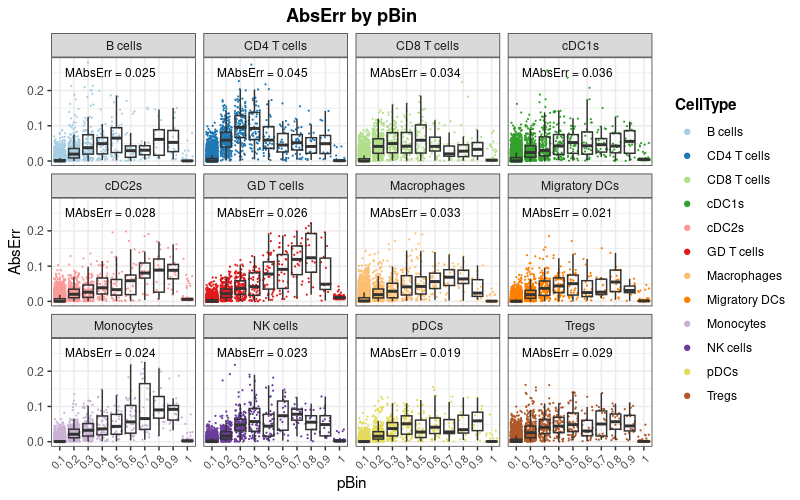 AbsErr by pBin
B cells CD4 T cells CD8 T cells cDC1s
MAbsErr = 0.025 MAbsErr = 0.045 MAbsErr = 0.034 MAbsErr = 0.036
0.2
0.1
0.0
cDC2s GD T cells Macrophages Migratory DCs
MAbsErr = 0.028 MAbsErr = 0.026 MAbsErr = 0.033 MAbsErr = 0.021
0.2
0.1
0.0
Monocytes NK cells pDCs Tregs
MAbsErr = 0.024 MAbsErr = 0.023 MAbsErr = 0.019 MAbsErr = 0.029
0.2
0.1
0.0
0.1 0.2 0.3 0.4 0.5 0.6 0.7 0.8 0.9 1 0.1 0.2 0.3 0.4 0.5 0.6 0.7 0.8 0.9 1 0.1 0.2 0.3 0.4 0.5 0.6 0.7 0.8 0.9 1 0.1 0.2 0.3 0.4 0.5 0.6 0.7 0.8 0.9 1
pBin
AbsErr
CellType
B cells
CD4 T cells
CD8 T cells
cDC1s
cDC2s
GD T cells
Macrophages
Migratory DCs
Monocytes
NK cells
pDCs
Tregs